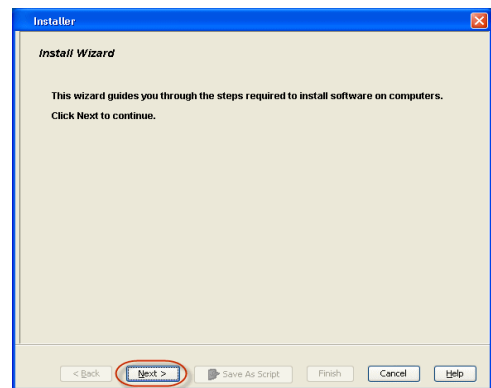 Installer
Install Wizard
This wizard guides you through the steps required to install software on computers.
Click Next to continue.
< Back Next > Save As Script Finish Cancel Help